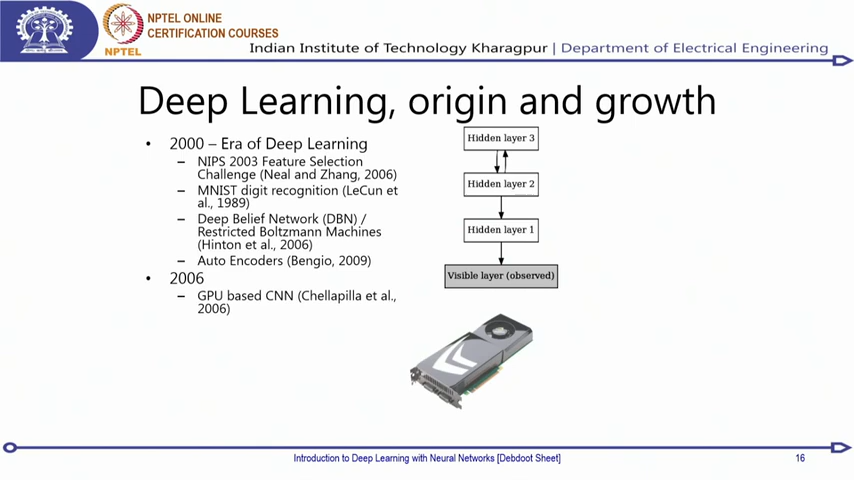 NPTEL ONLINE
CERTIFICATION COURSES
NPTEL
Indian Institute of Technology Kharagpur | Department of Electrical Engineering
Deep Learning, origin and growth
• 2000 – Era of Deep Learning
– NIPS 2003 Feature Selection
Challenge (Neal and Zhang, 2006)
– MNIST digit recognition (LeCun et
al., 1989)
– Deep Belief Network (DBN) /
Restricted Boltzmann Machines
(Hinton et al., 2006)
– Auto Encoders (Bengio, 2009)
• 2006
– GPU based CNN (Chellapilla et al.,
2006)
Hidden layer 3
Hidden layer 2
Hidden layer 1
Visible layer (observed)
Introduction to Deep Learning with Neural Networks [Debdoot Sheet]
16